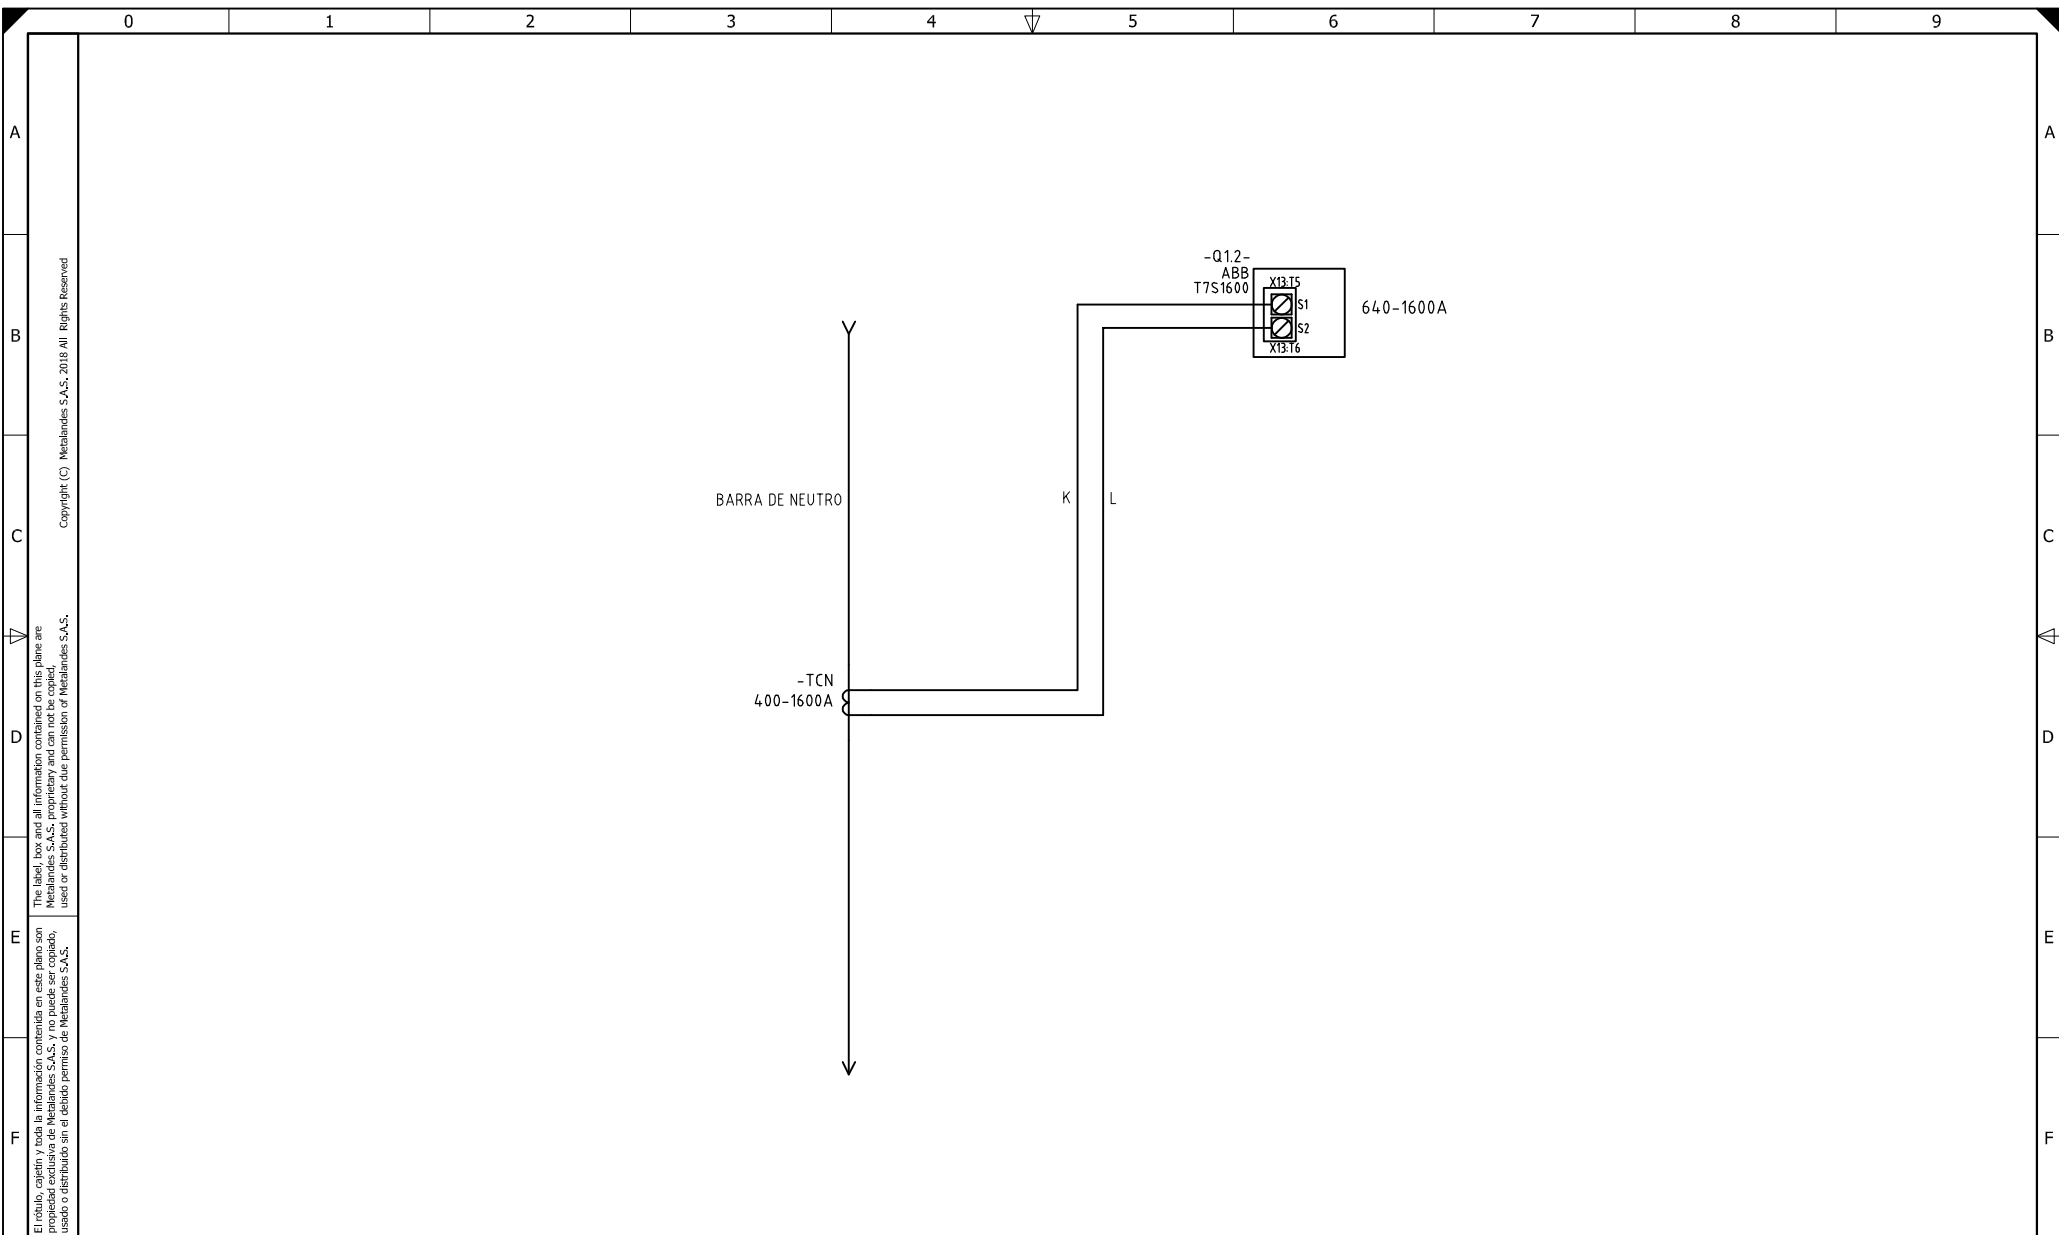 0 1 2 3 4 5 6 7 8 9
A A
-Q1.2-
ABB
T7S1600
X13:T5
S1
640-1600A
S2
X13:T6
B B
BARRA DE NEUTRO
K L
C C
-TCN
400-1600A
D D
E E
F F
Copyright (C) Metalandes S.A.S. 2018 All Rights Reserved
The label, box and all information contained on this plane are
Metalandes S.A.S. proprietary and can not be copied,
used or distributed without due permission of Metalandes S.A.S.
El rótulo, cajetín y toda la información contenida en este plano son
propiedad exclusiva de Metalandes S.A.S. y no puede ser copiado,
usado o distribuido sin el debido permiso de Metalandes S.A.S.